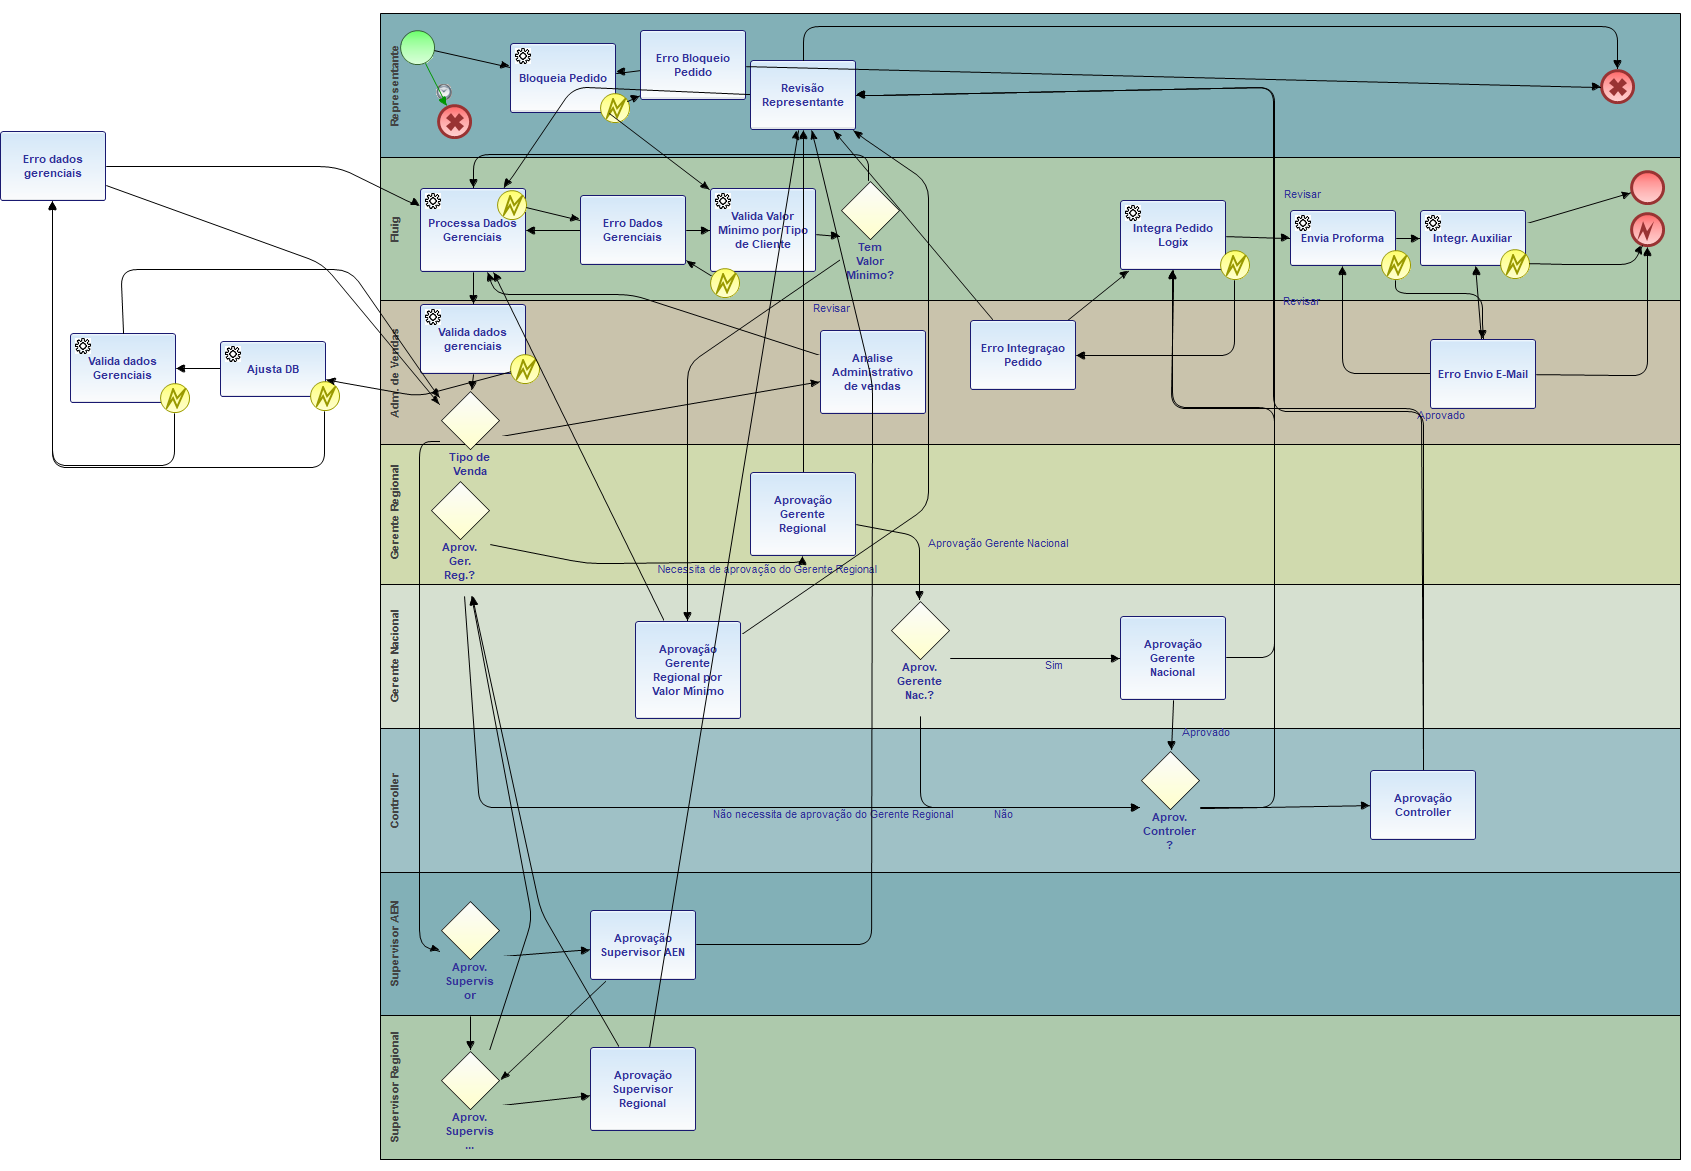 Representante
Bloqueia Pedido
Erro Bloqueio
Pedido
Revisão
Representante
Erro dados
gerenciais
Fluig
Processa Dados
Gerenciais
Erro Dados
Gerenciais
Valida Valor
Mínimo por Tipo
de Cliente
Tem
Valor
Mínimo?
Integra Pedido
Logix
Revisar
Envia Proforma
Integr. Auxiliar
Adm. de Vendas
Valida dados
gerenciais
Valida dados
Gerenciais
Ajusta DB
Revisar
Analise
Administrativo
de vendas
Erro Integraçao
Pedido
Revisar
Erro Envio E-Mail
Aprovado
Tipo de
Venda
Gerente Regional
Aprov.
Ger.
Reg.?
Aprovação
Gerente
Regional
Aprovação Gerente Nacional
Necessita de aprovação do Gerente Regional
Gerente Nacional
Aprovação
Gerente
Regional por
Valor Mínimo
Aprov.
Gerente
Nac.?
Sim
Aprovação
Gerente
Nacional
Aprovado
Controller
Não necessita de aprovação do Gerente Regional
Não
Aprov.
Controler
?
Aprovação
Controller
Supervisor AEN
Aprov.
Supervis
or
Aprovação
Supervisor AEN
Supervisor Regional
Aprov.
Supervis
...
Aprovação
Supervisor
Regional